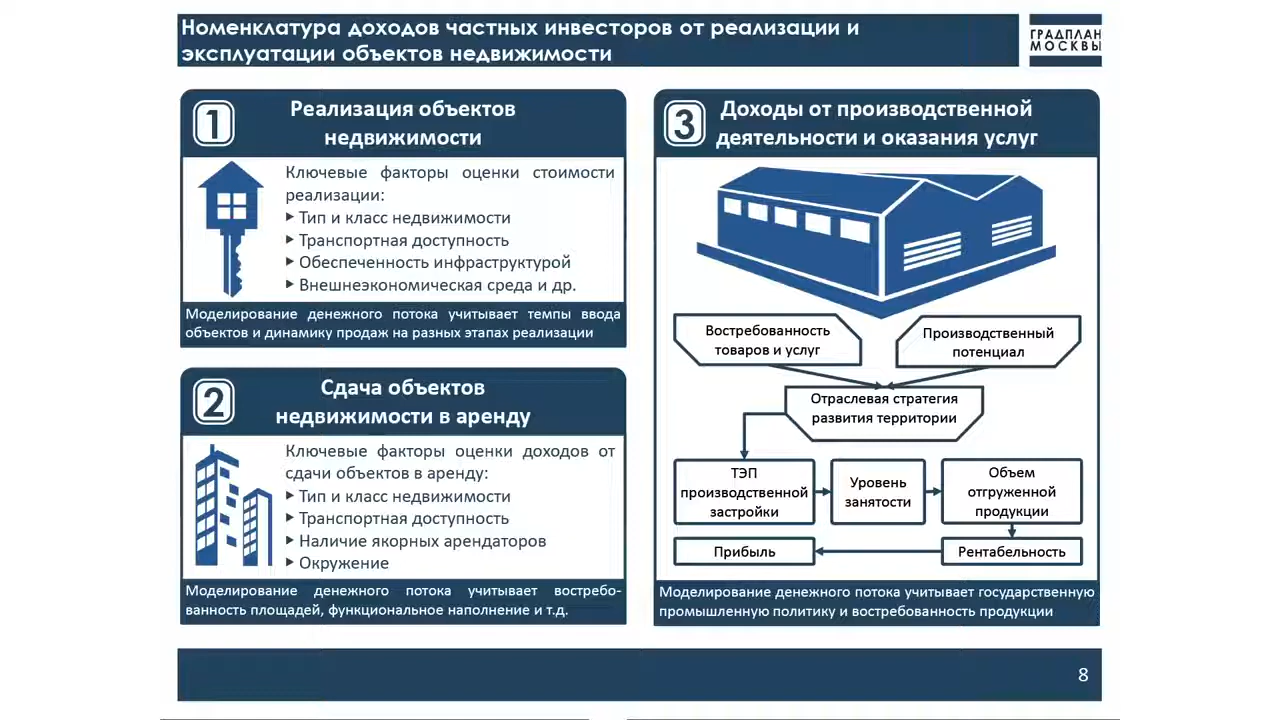 Номенклатура доходов частных инвесторов от реализации и
эксплуатации объектов недвижимости
ГРАДПЛАН
МОСКВЫ
1
Реализация объектов
недвижимости
Ключевые факторы оценки стоимости
реализации:
Тип и класс недвижимости
Транспортная доступность
Обеспеченность инфраструктурой
Внешнеэкономическая среда и др.
Моделирование денежного потока учитывает темпы ввода
объектов и динамику продаж на разных этапах реализации
2
Сдача объектов
недвижимости в аренду
Ключевые факторы оценки доходов от
сдачи объектов в аренду:
Тип и класс недвижимости
Транспортная доступность
Наличие якорных арендаторов
Окружение
Моделирование денежного потока учитывает востребо-
ванность площадей, функциональное наполнение и т.д.
3
Доходы от производственной
деятельности и оказания услуг
Востребованность
товаров и услуг
Производственный
потенциал
Отраслевая стратегия
развития территории
ТЭП
производственной
застройки
Уровень
занятости
Объем
отгруженной
продукции
Прибыль
Рентабельность
Моделирование денежного потока учитывает государственную
промышленную политику и востребованность продукции
8